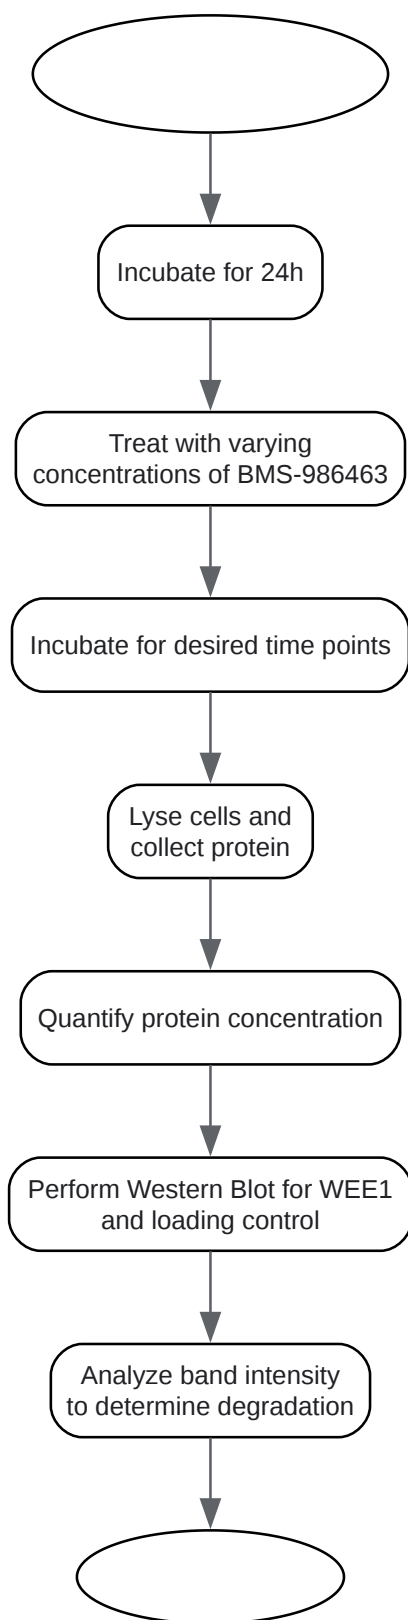 Incubate for 24h
Treat with varying
concentrations of BMS-986463
Incubate for desired time points
Lyse cells and
collect protein
Quantify protein concentration
Perform Western Blot for WEE1
and loading control
Analyze band intensity
to determine degradation